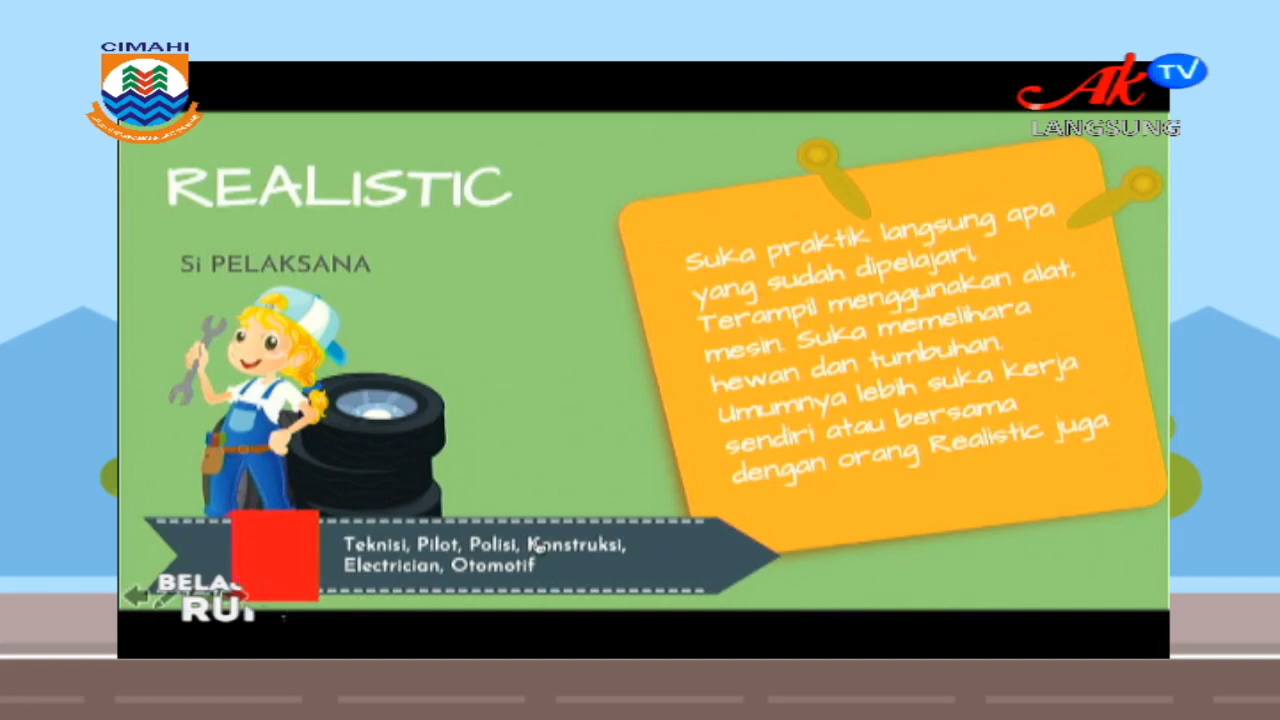 CIMAHI
Ak TV
LANGSUNG
REALISTIC
Si PELAKSANA
Suka praktik langsung apa
yang sudah dipelajari,
Terampil menggunakan alat,
mesin. Suka memelihara
hewan dan tumbuhan.
Umumnya lebih suka kerja
sendiri atau bersama
dengan orang Realistic juga
Teknisi, Pilot, Polisi, Konstruksi,
Electrician, Otomotif